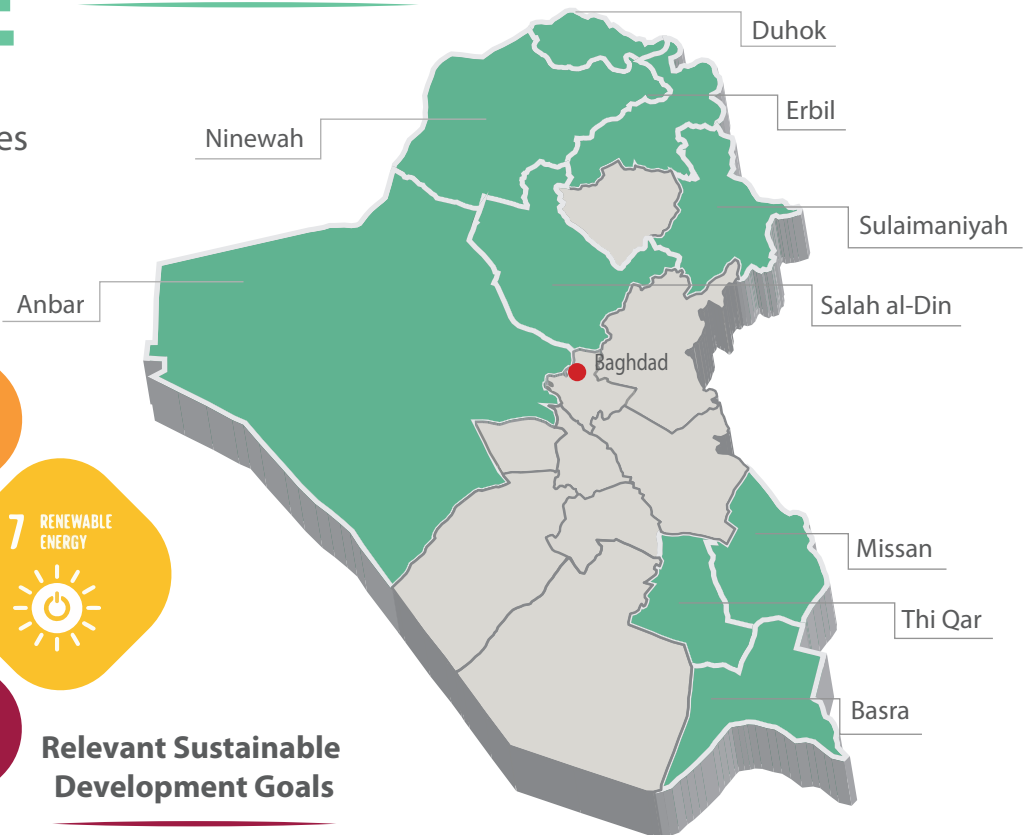 Duhok
Erbil
es
Ninewah
Sulaimaniyah
Anbar
Salah al-Din
Baghdad
7 RENEWABLE
ENERGY
Missan
Thi Qar
Basra
Relevant Sustainable
Development Goals